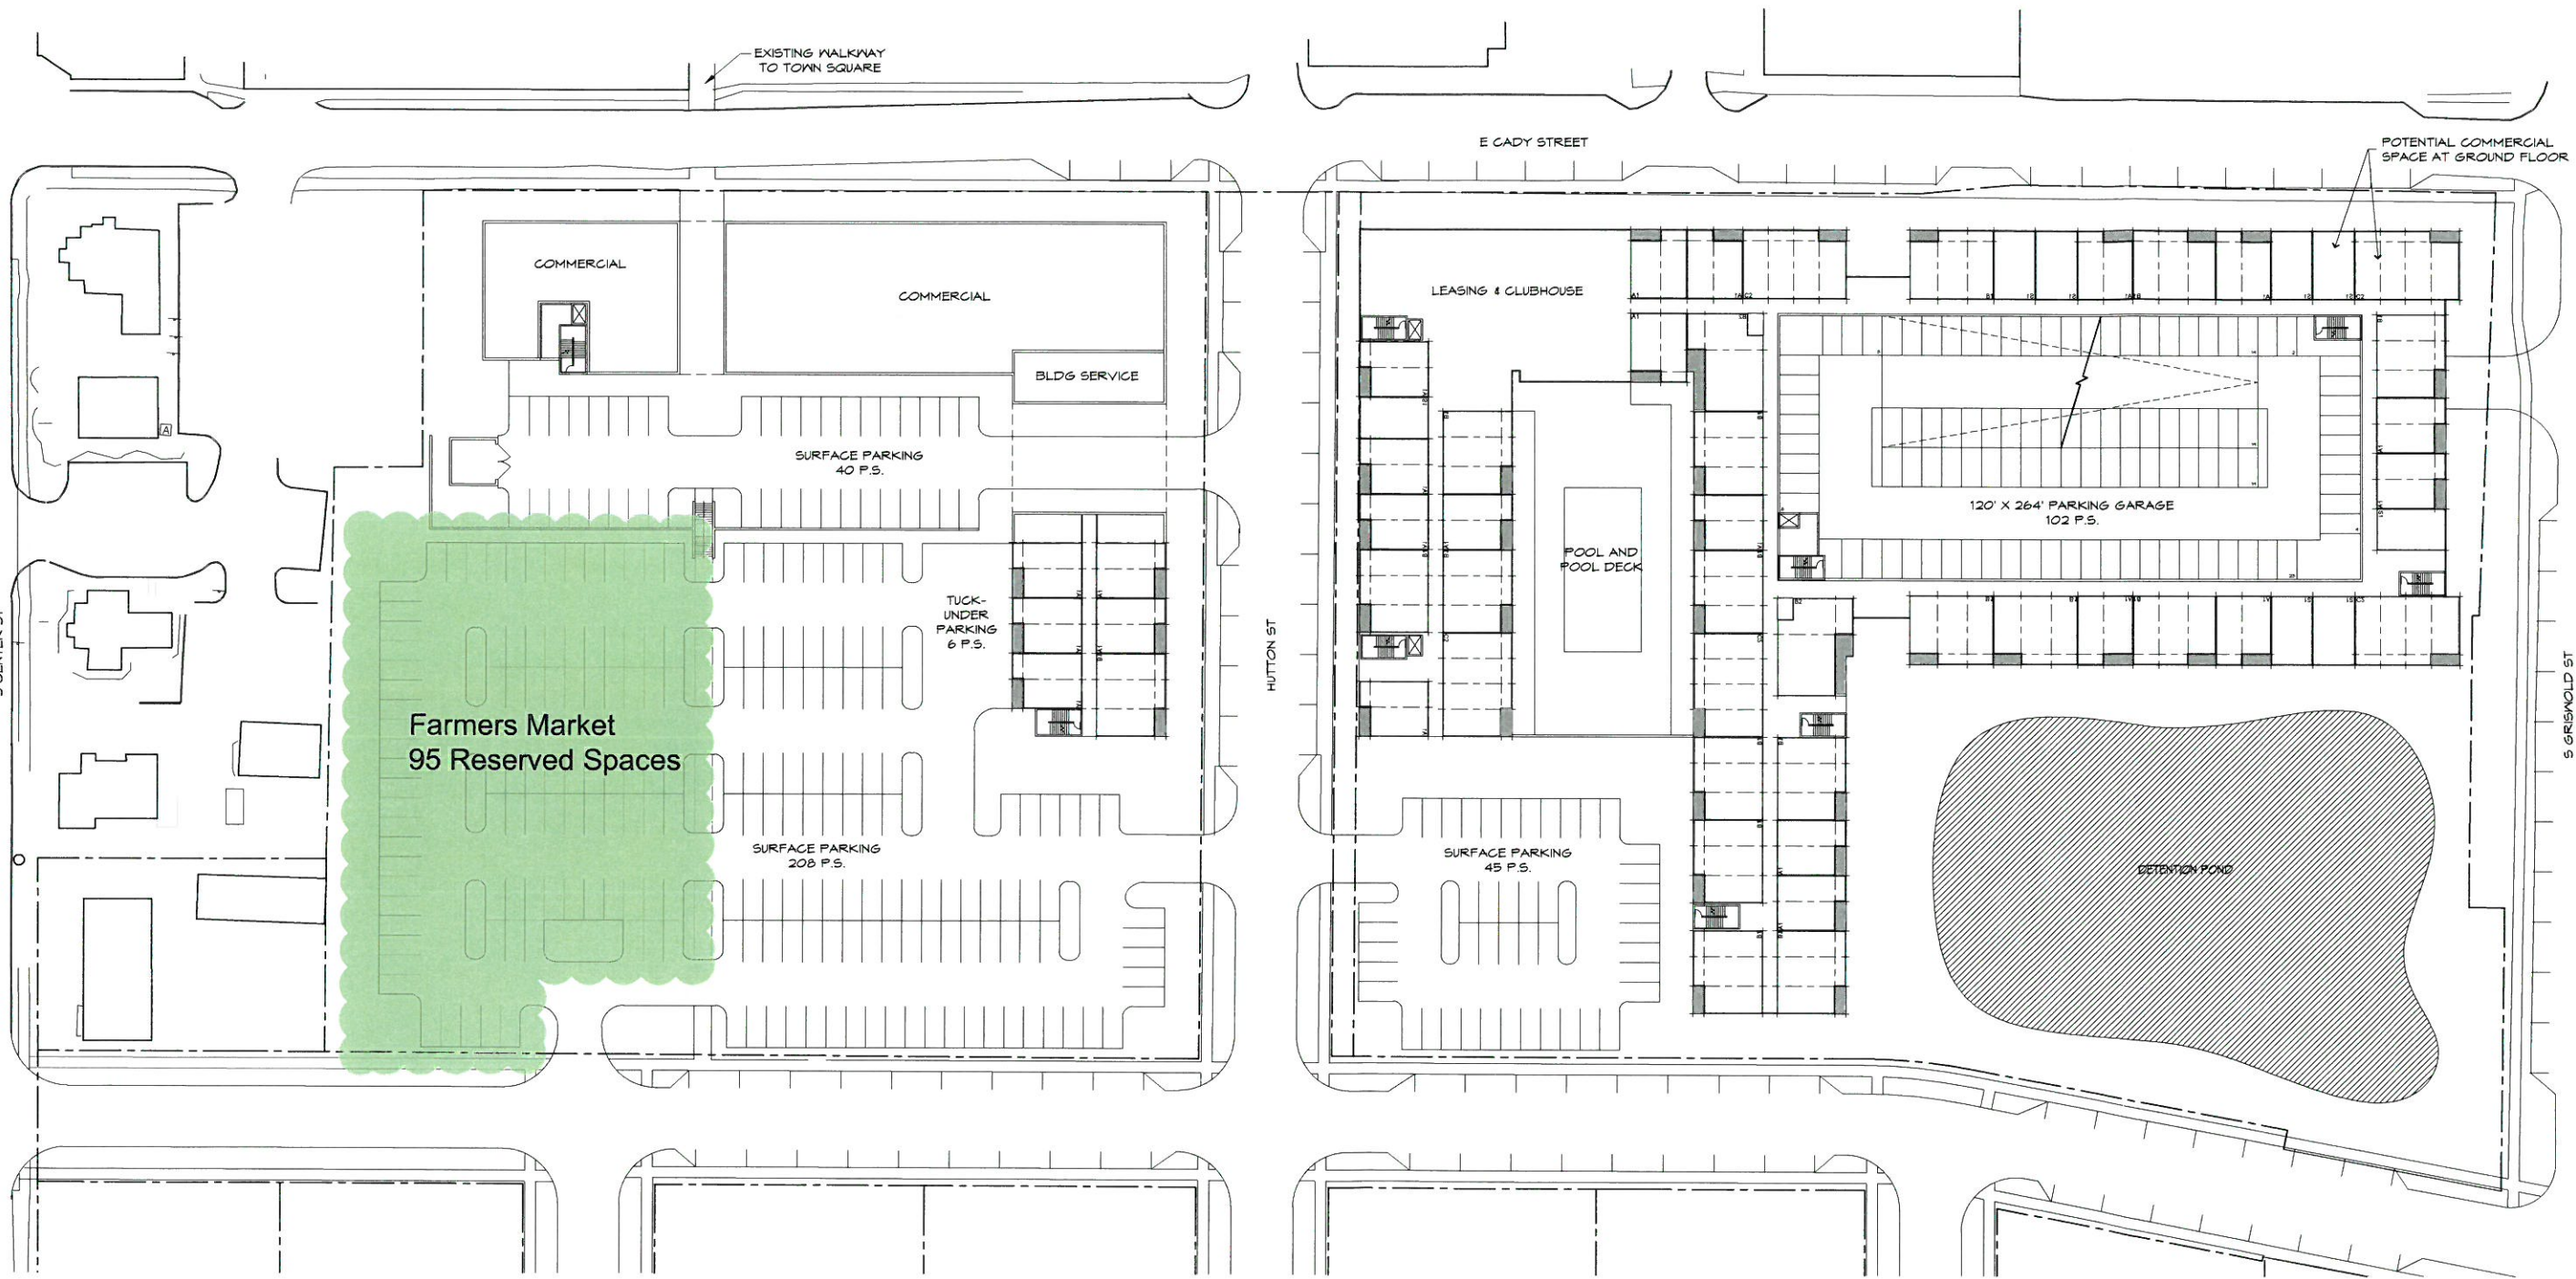 EXISTING WALKWAY
TO TOWN SQUARE
E CADY STREET
POTENTIAL COMMERCIAL
SPACE AT GROUND FLOOR
COMMERCIAL
COMMERCIAL
LEASING & CLUBHOUSE
BLDG SERVICE
A
SURFACE PARKING
40 P.S.
120' X 264' PARKING GARAGE
102 P.S.
POOL AND
POOL DECK
TUCK-
UNDER
PARKING
6 P.S.
HUTTON ST
S GRISWOLD ST
Farmers Market
95 Reserved Spaces
SURFACE PARKING
208 P.S.
SURFACE PARKING
45 P.S.
DETENTION POND